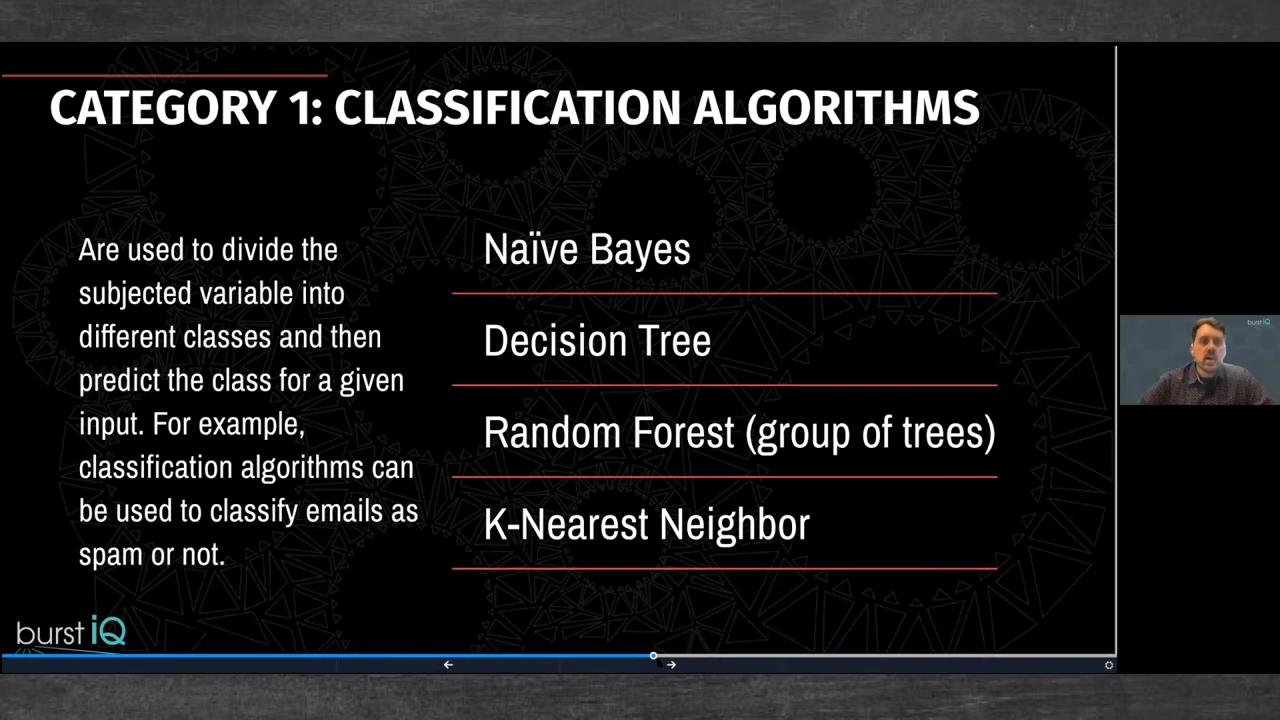 CATEGORY 1: CLASSIFICATION ALGORITHMS
Are used to divide the
subjected variable into
different classes and then
predict the class for a given
input. For example,
classification algorithms can
be used to classify emails as
spam or not.
Naïve Bayes
Decision Tree
Random Forest (group of trees)
K-Nearest Neighbor
burst iQ
burst iQ